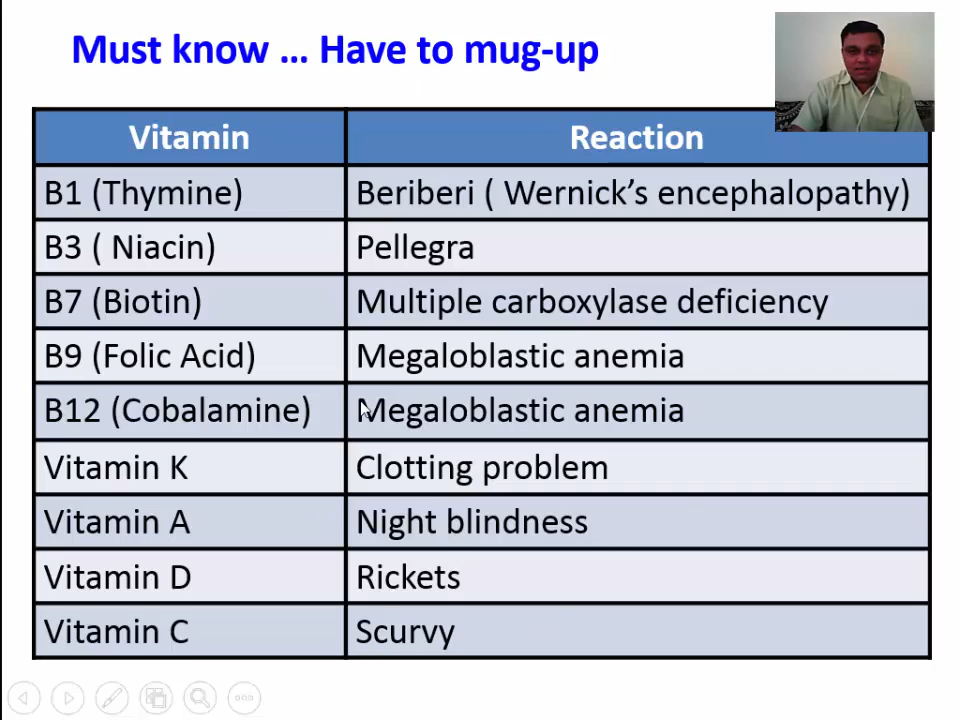 Must know ... Have to mug-up
Vitamin Reaction
B1 (Thymine) Beriberi ( Wernick’s encephalopathy)
B3 ( Niacin) Pellegra
B7 (Biotin) Multiple carboxylase deficiency
B9 (Folic Acid) Megaloblastic anemia
B12 (Cobalamine) Megaloblastic anemia
Vitamin K Clotting problem
Vitamin A Night blindness
Vitamin D Rickets
Vitamin C Scurvy